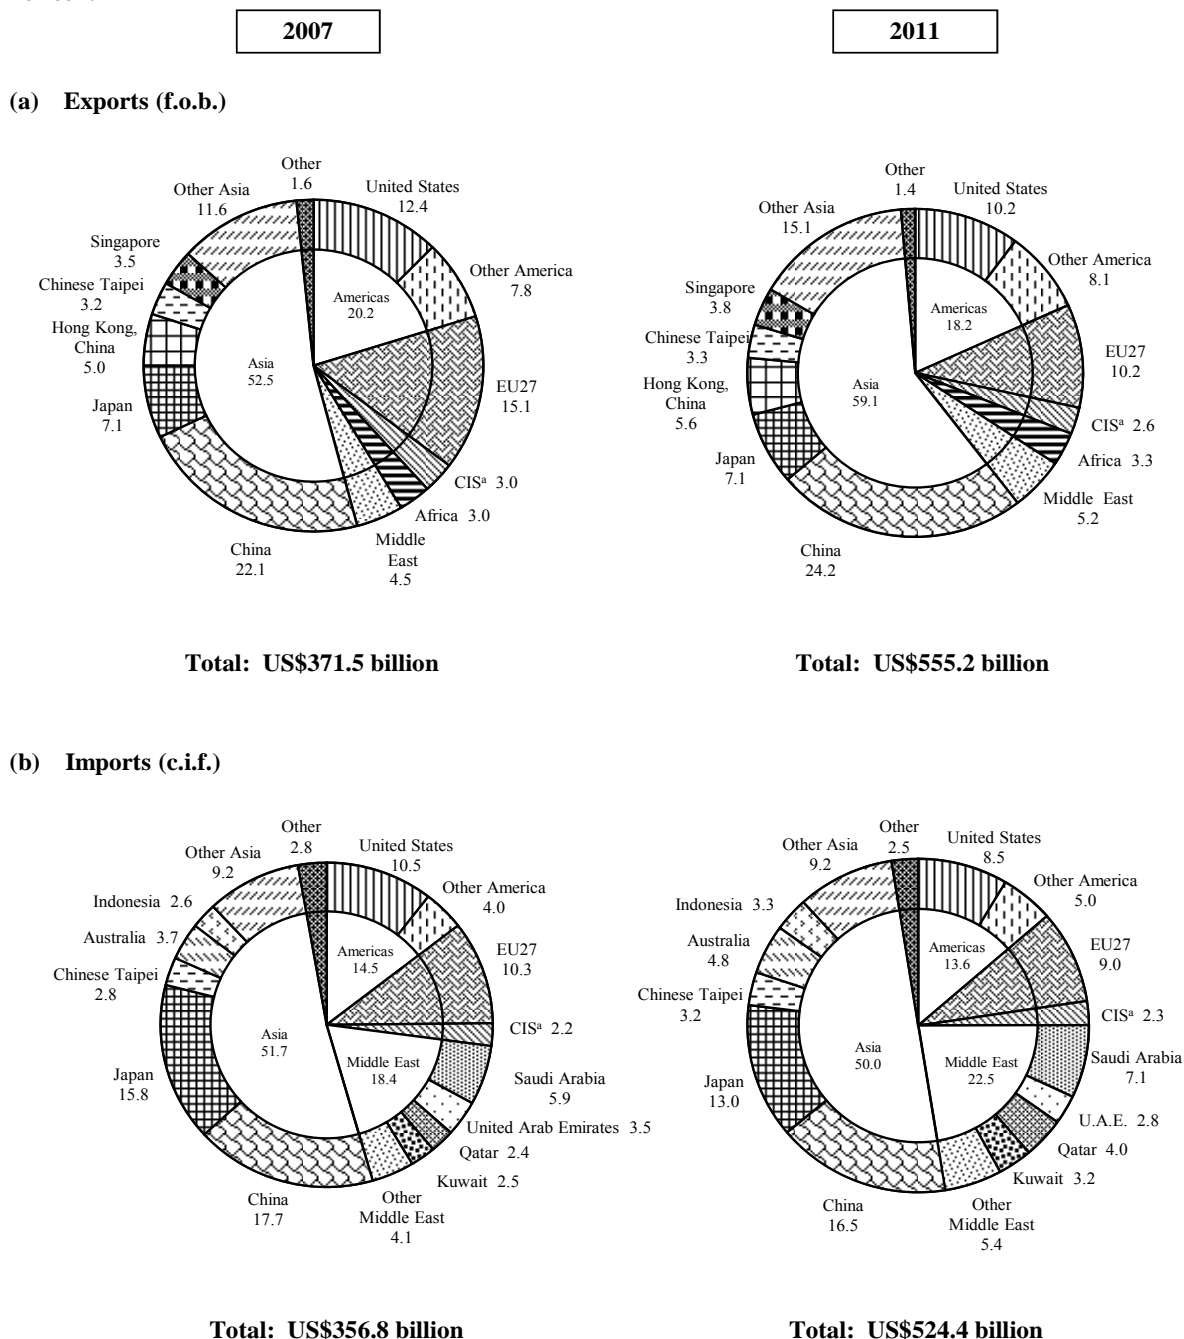 2007
2011
(a) Exports (f.o.b.)
Other
1.6
United States
12.4
Other America
7.8
EU27
15.1
CISᵃ 3.0
Africa 3.0
Middle
East
4.5
China
22.1
Japan
7.1
Hong Kong,
China
5.0
Chinese Taipei
3.2
Singapore
3.5
Other Asia
11.6
Americas
20.2
Asia
52.5
Total: US$371.5 billion
Other
1.4
United States
10.2
Other America
8.1
EU27
10.2
CISᵃ 2.6
Africa 3.3
Middle East
5.2
China
24.2
Japan
7.1
Hong Kong,
China
5.6
Chinese Taipei
3.3
Singapore
3.8
Other Asia
15.1
Americas
18.2
Asia
59.1
Total: US$555.2 billion
(b) Imports (c.i.f.)
Other
2.8
United States
10.5
Other America
4.0
EU27
10.3
CISᵃ 2.2
Saudi Arabia
5.9
United Arab Emirates 3.5
Qatar 2.4
Kuwait 2.5
Other
Middle East
4.1
China
17.7
Japan
15.8
Chinese Taipei
2.8
Australia 3.7
Indonesia 2.6
Other Asia
9.2
Americas
14.5
Asia
51.7
Middle East
18.4
Total: US$356.8 billion
Other
2.5
United States
8.5
Other America
5.0
EU27
9.0
CISᵃ 2.3
Saudi Arabia
7.1
U.A.E. 2.8
Qatar 4.0
Kuwait 3.2
Other
Middle East
5.4
China
16.5
Japan
13.0
Chinese Taipei
3.2
Australia
4.8
Indonesia 3.3
Other Asia
9.2
Americas
13.6
Asia
50.0
Middle East
22.5
Total: US$524.4 billion